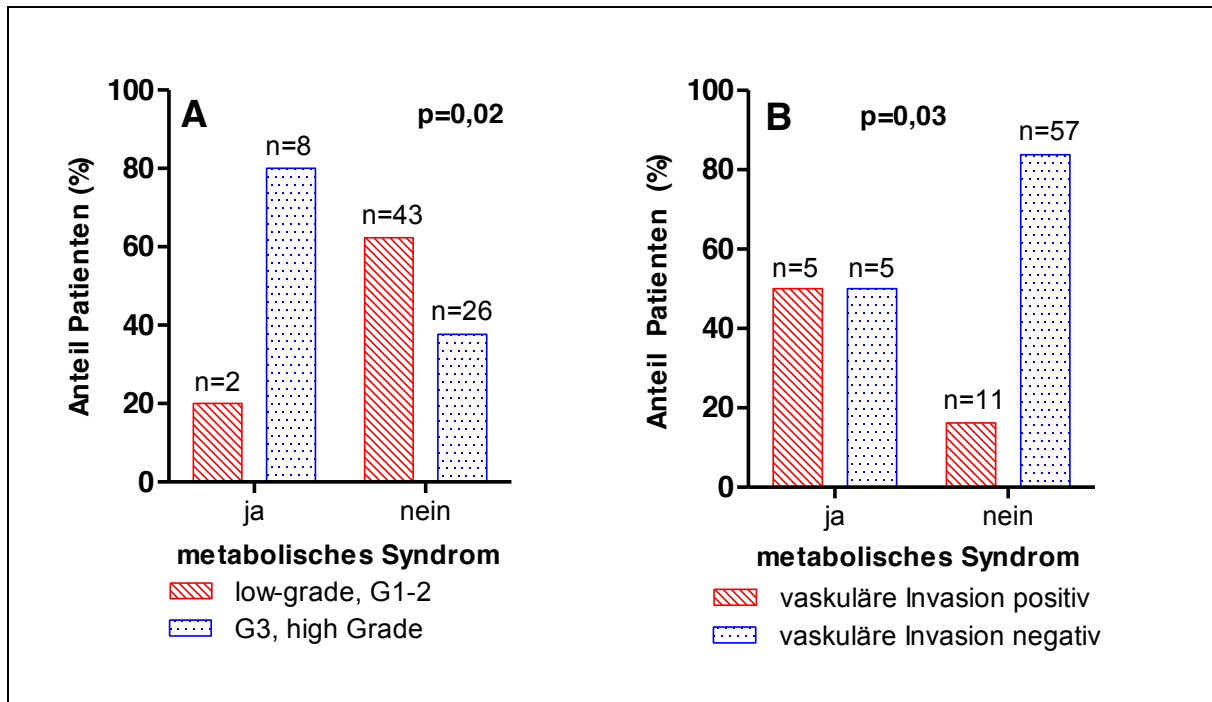 A
p=0,02
Anteil Patienten (%)
100
80
60
40
20
0
n=2
n=8
n=43
n=26
ja
nein
metabolisches Syndrom
low-grade, G1-2
G3, high Grade
B
p=0,03
Anteil Patienten (%)
100
80
60
40
20
0
n=5
n=5
n=11
n=57
ja
nein
metabolisches Syndrom
vaskuläre Invasion positiv
vaskuläre Invasion negativ